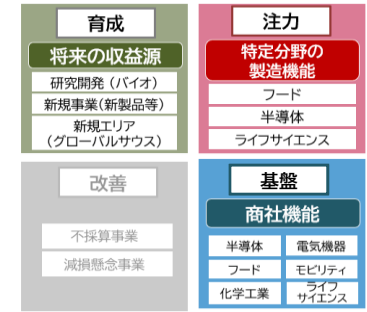 育成
将来の収益源
研究開発（バイオ）
新規事業(新製品等)
新規エリア
（グローバルサウス）
注力
特定分野の
製造機能
フード
半導体
ライフサイエンス
改善
不採算事業
減損懸念事業
基盤
商社機能
半導体
電気機器
フード
モビリティ
化学工業
ライフ
サイエンス